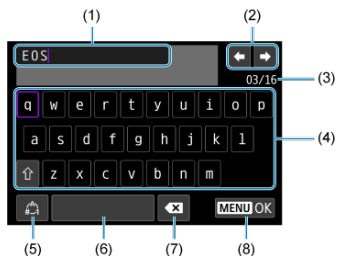 (1) (2)
EOS
03/16 (3)
q w e r t y u i o p
a s d f g h j k l (4)
z x c v b n m
MENU OK
(5) (6) (7) (8)